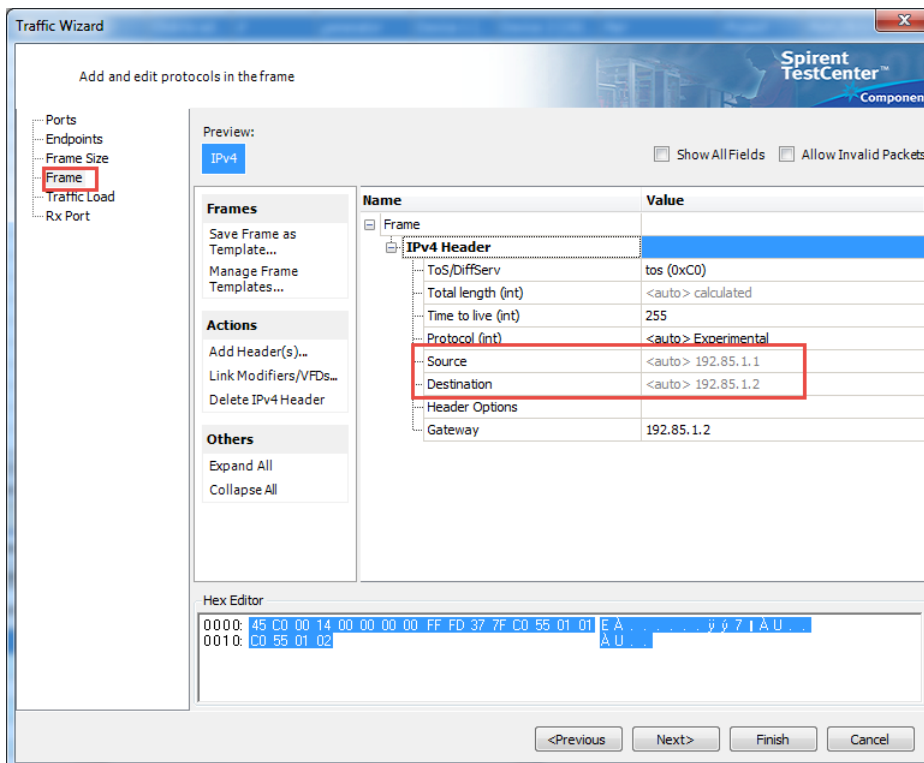 Traffic Wizard
Add and edit protocols in the frame
Spirent
TestCenter™
Component
Ports
Endpoints
Frame Size
Frame
Traffic Load
Rx Port
Preview:
IPv4
Show All Fields
Allow Invalid Packets
Frames
Save Frame as
Template...
Manage Frame
Templates...
Actions
Add Header(s)...
Link Modifiers/VFDs...
Delete IPv4 Header
Others
Expand All
Collapse All
Name Value
Frame
IPv4 Header
ToS/DiffServ tos (0xC0)
Total length (int) <auto> calculated
Time to live (int) 255
Protocol (int) <auto> Experimental
Source <auto> 192.85.1.1
Destination <auto> 192.85.1.2
Header Options
Gateway 192.85.1.2
Hex Editor
0000: 45 C0 00 14 00 00 00 00 FF FD 37 7F C0 55 01 01 E À . . . . . . ÿ ý 7 ı À U . .
0010: C0 55 01 02 À U . .
<Previous Next> Finish Cancel